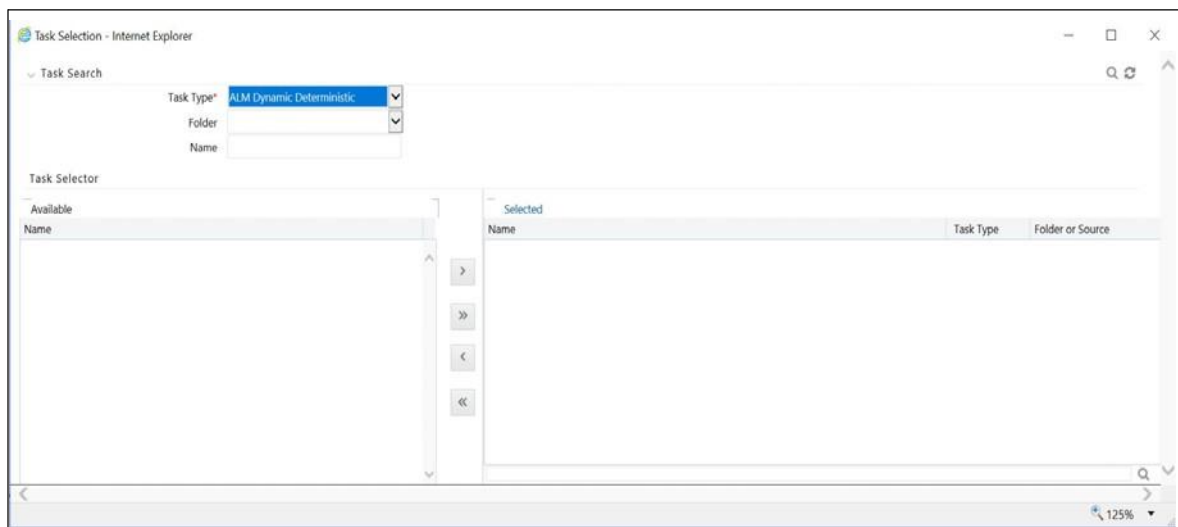 Task Selection - Internet Explorer
Task Search
Task Type* ALM Dynamic Deterministic
Folder
Name
Task Selector
Available
Selected
Name
Name Task Type Folder or Source
125%